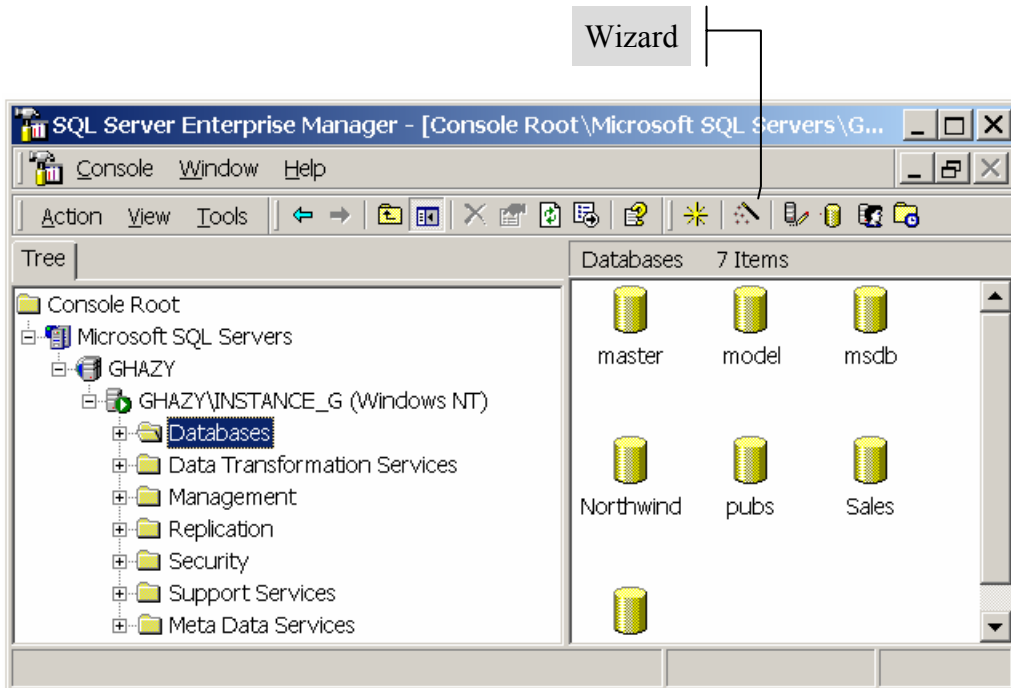 Wizard
SQL Server Enterprise Manager - [Console Root\Microsoft SQL Servers\G...
Console Window Help
Action View Tools
Tree
Databases 7 Items
Console Root
Microsoft SQL Servers
GHAZY
GHAZY\INSTANCE_G (Windows NT)
Databases
Data Transformation Services
Management
Replication
Security
Support Services
Meta Data Services
master model msdb
Northwind pubs Sales